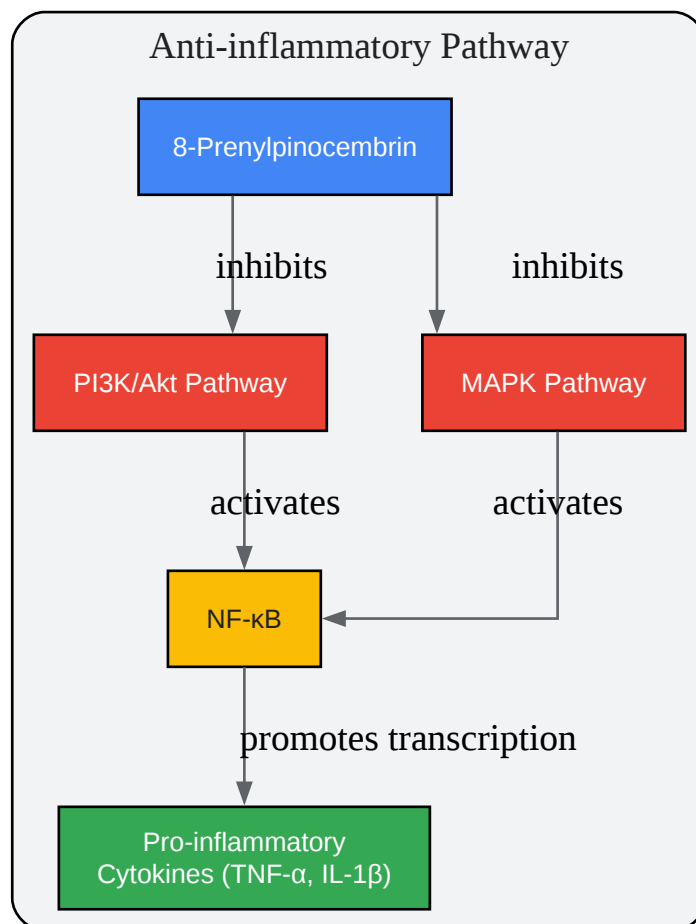 Anti-inflammatory Pathway
8-Prenylpinocembrin
inhibits
inhibits
PI3K/Akt Pathway
MAPK Pathway
activates
activates
NF-κB
promotes transcription
Pro-inflammatory
Cytokines (TNF-α, IL-1β)